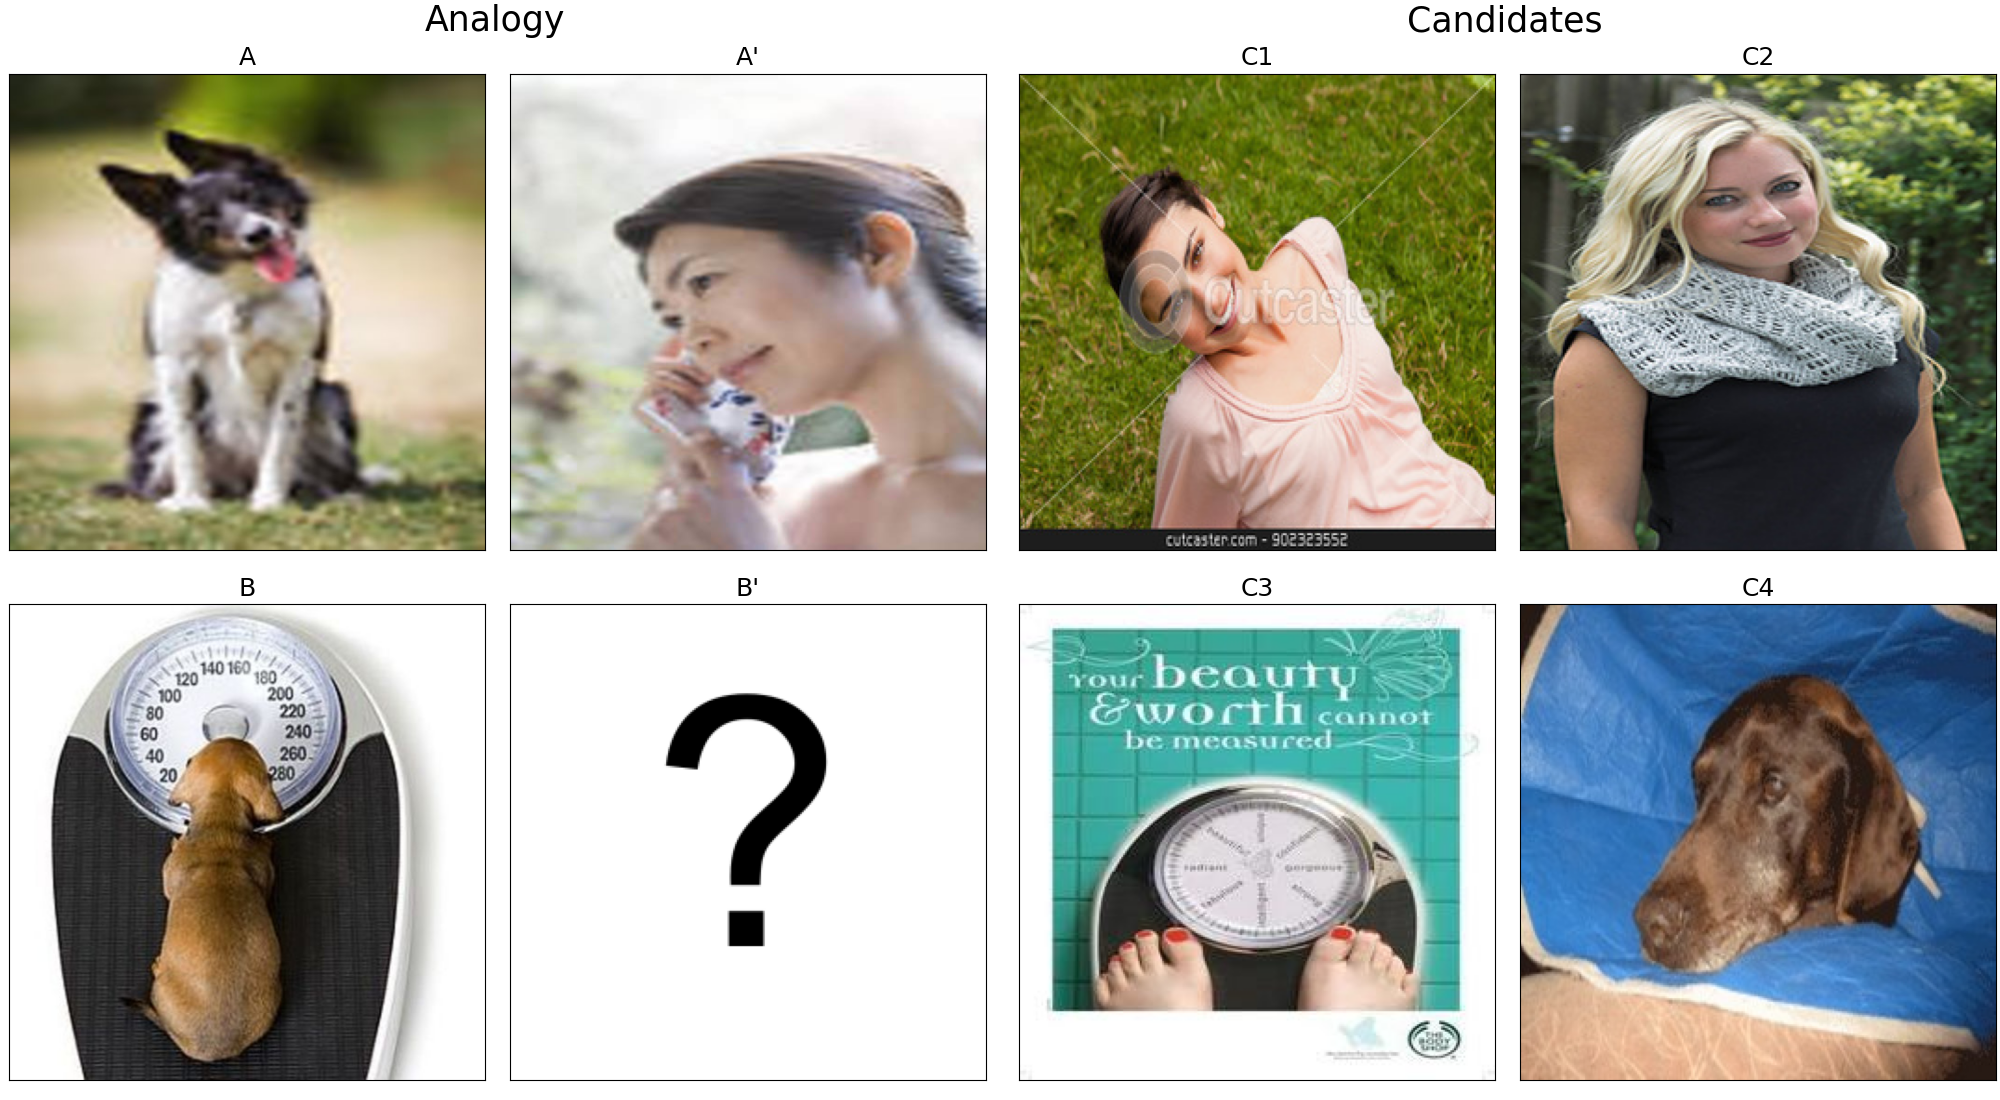 Analogy
Candidates
A
A'
C1
C2
Cutcaster
cutcaster.com - 902323552
B
B'
C3
C4
140 160
120
180
100
200
80
220
60
240
40
260
20
280
?
Your beauty
& worth cannot
be measured
beautiful
unique
confident
radiant
gorgeous
fabulous
intelligent
strong
THE
BODY
SHOP